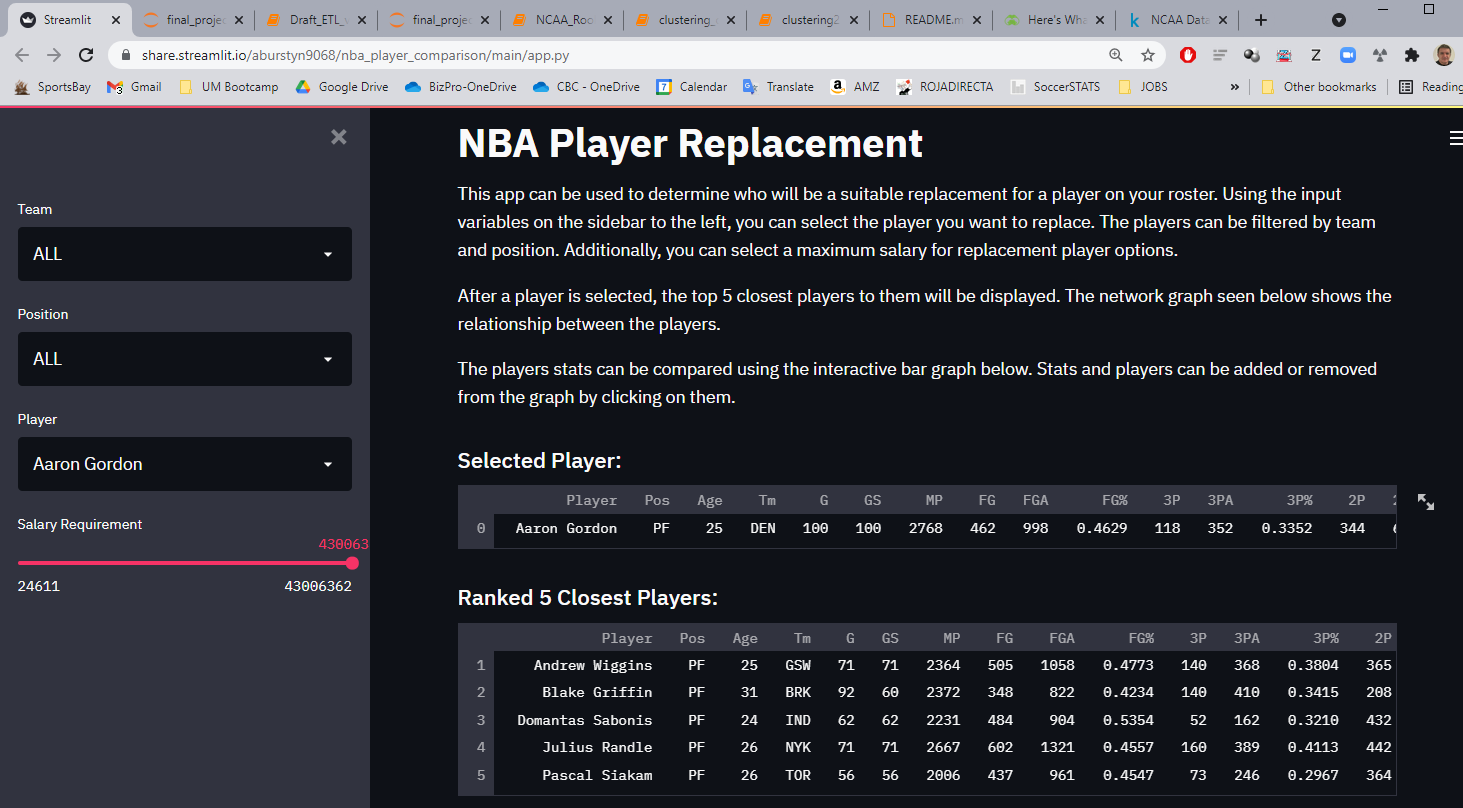 Streamlit
final_proje
Draft_ETL_v
final_proje
NCAA_Roo
clustering_
clustering2
README.m
Here's Wha
NCAA Data
share.streamlit.io/aburstyn9068/nba_player_comparison/main/app.py
SportsBay Gmail UM Bootcamp Google Drive BizPro-OneDrive CBC - OneDrive 7 Calendar Translate AMZ ROJADIRECTA SoccerSTATS JOBS » Other bookmarks Reading
Team
ALL
Position
ALL
Player
Aaron Gordon
Salary Requirement
430063
24611 43006362
NBA Player Replacement
This app can be used to determine who will be a suitable replacement for a player on your roster. Using the input
variables on the sidebar to the left, you can select the player you want to replace. The players can be filtered by team
and position. Additionally, you can select a maximum salary for replacement player options.
After a player is selected, the top 5 closest players to them will be displayed. The network graph seen below shows the
relationship between the players.
The players stats can be compared using the interactive bar graph below. Stats and players can be added or removed
from the graph by clicking on them.
Selected Player:
Player Pos Age Tm G GS MP FG FGA FG% 3P 3PA 3P% 2P
0 Aaron Gordon PF 25 DEN 100 100 2768 462 998 0.4629 118 352 0.3352 344
Ranked 5 Closest Players:
Player Pos Age Tm G GS MP FG FGA FG% 3P 3PA 3P% 2P
1 Andrew Wiggins PF 25 GSW 71 71 2364 505 1058 0.4773 140 368 0.3804 365
2 Blake Griffin PF 31 BRK 92 60 2372 348 822 0.4234 140 410 0.3415 208
3 Domantas Sabonis PF 24 IND 62 62 2231 484 904 0.5354 52 162 0.3210 432
4 Julius Randle PF 26 NYK 71 71 2667 602 1321 0.4557 160 389 0.4113 442
5 Pascal Siakam PF 26 TOR 56 56 2006 437 961 0.4547 73 246 0.2967 364